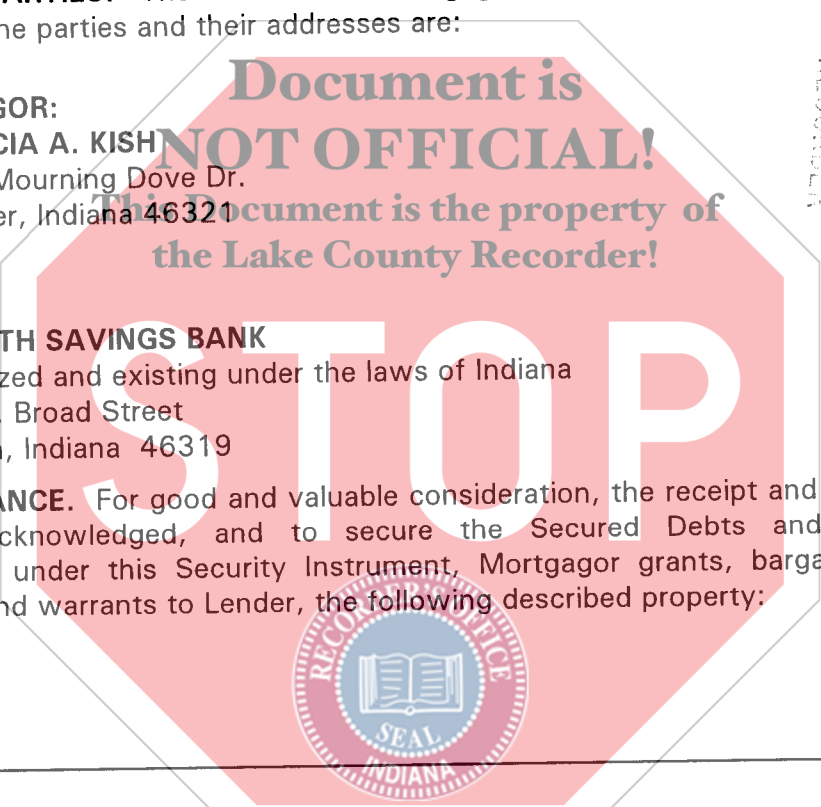 he parties and their addresses are:
Document is
NOT OFFICIAL!
This Document is the property of
the Lake County Recorder!
GOR:
CIA A. KISH
Mourning Dove Dr.
er, Indiana 46321
TH SAVINGS BANK
zed and existing under the laws of Indiana
. Broad Street
n, Indiana 46319
STOP
ANCE. For good and valuable consideration, the receipt and
cknowledged, and to secure the Secured Debts and
under this Security Instrument, Mortgagor grants, barga
nd warrants to Lender, the following described property:
RECORDER'S OFFICE
SEAL
INDIANA